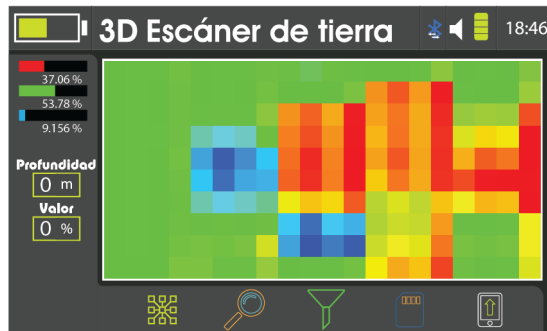 3D Escáner de tierra
18:46
37.06 %
53.78 %
9.156 %
Profundidad
0 m
Valor
0 %